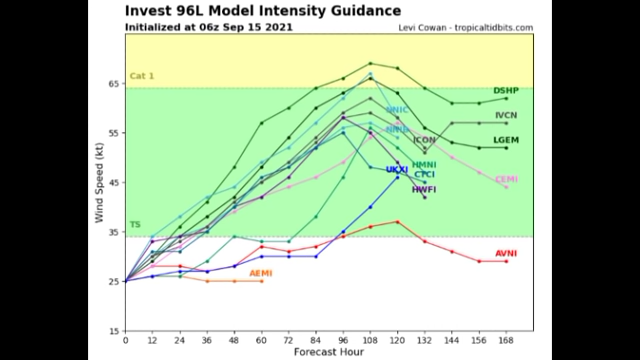 Invest 96L Model Intensity Guidance
Initialized at 06z Sep 15 2021
Levi Cowan - tropicaltidbits.com
Wind Speed (kt)
65
55
45
35
25
15
Cat 1
TS
DSHP
NNIC
IVCN
ICON
LGEM
HMNI
UKXI
CTCI
CEMI
HWFI
AVNI
AEMI
0 12 24 36 48 60 72 84 96 108 120 132 144 156 168
Forecast Hour